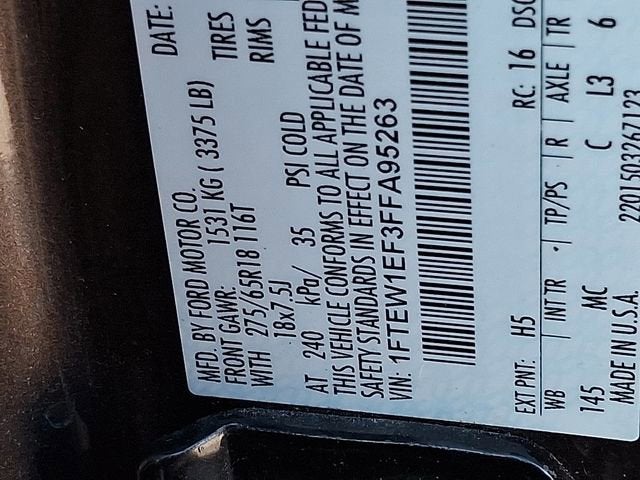 MFD. BY FORD MOTOR CO.
DATE:
FRONT GAWR: 1531 KG ( 3375 LB)
WITH 275/65R18 116T TIRES
18x7.5J RIMS
AT 240 kPa/ 35 PSI COLD
THIS VEHICLE CONFORMS TO ALL APPLICABLE FED
SAFETY STANDARDS IN EFFECT ON THE DATE OF M
VIN: 1FTEW1EF3FFA95263
EXT PNT: H5 RC: 16 DSO
WB INT TR TP/PS R AXLE TR
145 MC C L3 6
MADE IN U.S.A. 2201503267123